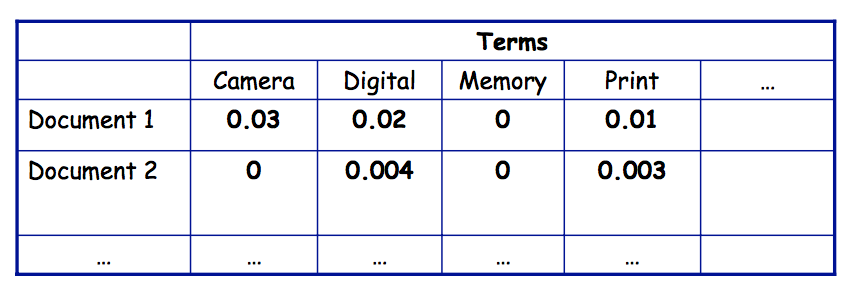 Terms
Camera Digital Memory Print ...
Document 1 0.03 0.02 0 0.01
Document 2 0 0.004 0 0.003
... ... ... ... ...